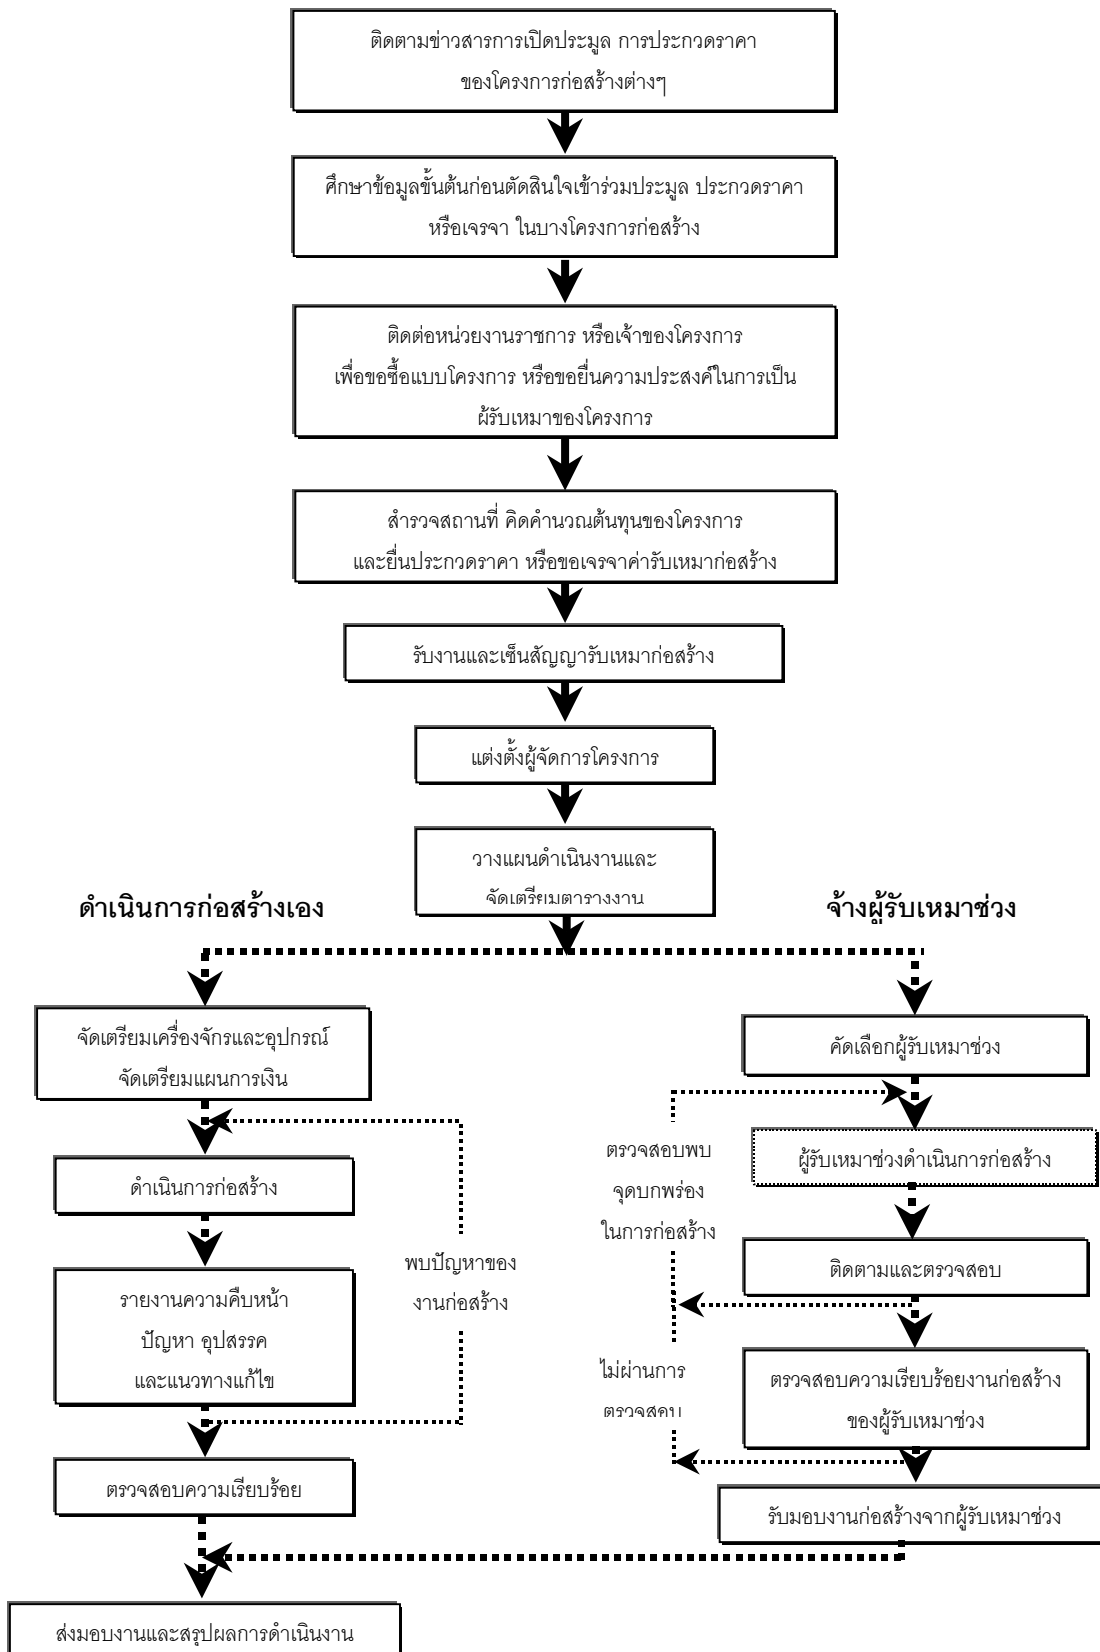 ติดตามข่าวสารการเปิดประมูล การประกวดราคา
ของโครงการก่อสร้างต่างๆ
ศึกษาข้อมูลขั้นต้นก่อนตัดสินใจเข้าร่วมประมูล ประกวดราคา
หรือเจรจา ในบางโครงการก่อสร้าง
ติดต่อหน่วยงานราชการ หรือเจ้าของโครงการ
เพื่อขอซื้อแบบโครงการ หรือขอยื่นความประสงค์ในการเป็น
ผู้รับเหมาของโครงการ
สำรวจสถานที่ คิดคำนวณต้นทุนของโครงการ
และยื่นประกวดราคา หรือขอเจรจาค่ารับเหมาก่อสร้าง
รับงานและเซ็นสัญญารับเหมาก่อสร้าง
แต่งตั้งผู้จัดการโครงการ
วางแผนดำเนินงานและ
จัดเตรียมตารางงาน
ดำเนินการก่อสร้างเอง
จัดเตรียมเครื่องจักรและอุปกรณ์
จัดเตรียมแผนการเงิน
ดำเนินการก่อสร้าง
รายงานความคืบหน้า
ปัญหา อุปสรรค
และแนวทางแก้ไข
พบปัญหาของ
งานก่อสร้าง
ตรวจสอบความเรียบร้อย
จ้างผู้รับเหมาช่วง
คัดเลือกผู้รับเหมาช่วง
ผู้รับเหมาช่วงดำเนินการก่อสร้าง
ตรวจสอบพบ
จุดบกพร่อง
ในการก่อสร้าง
ติดตามและตรวจสอบ
ไม่ผ่านการ
ตรวจสอบ
ตรวจสอบความเรียบร้อยงานก่อสร้าง
ของผู้รับเหมาช่วง
รับมอบงานก่อสร้างจากผู้รับเหมาช่วง
ส่งมอบงานและสรุปผลการดำเนินงาน